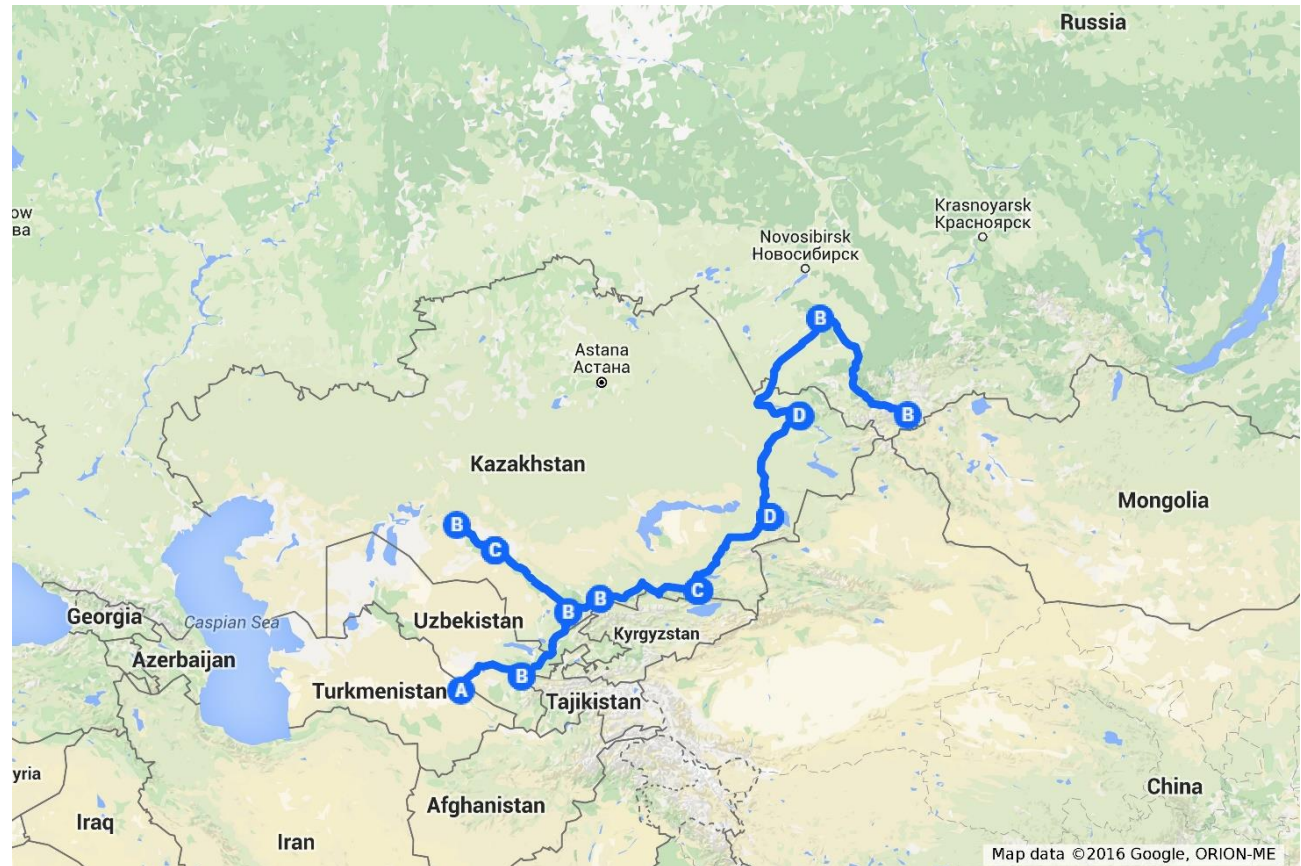 Russia
ow
ва
Krasnoyarsk
Красноярск
Novosibirsk
Новосибирск
B
Astana
Астана
D
B
Kazakhstan
Mongolia
B
D
C
Georgia
Caspian Sea
Uzbekistan
B
B
C
Kyrgyzstan
Azerbaijan
Turkmenistan
A
B
Tajikistan
yria
Afghanistan
China
Iraq
Iran
Map data ©2016 Google, ORION-ME